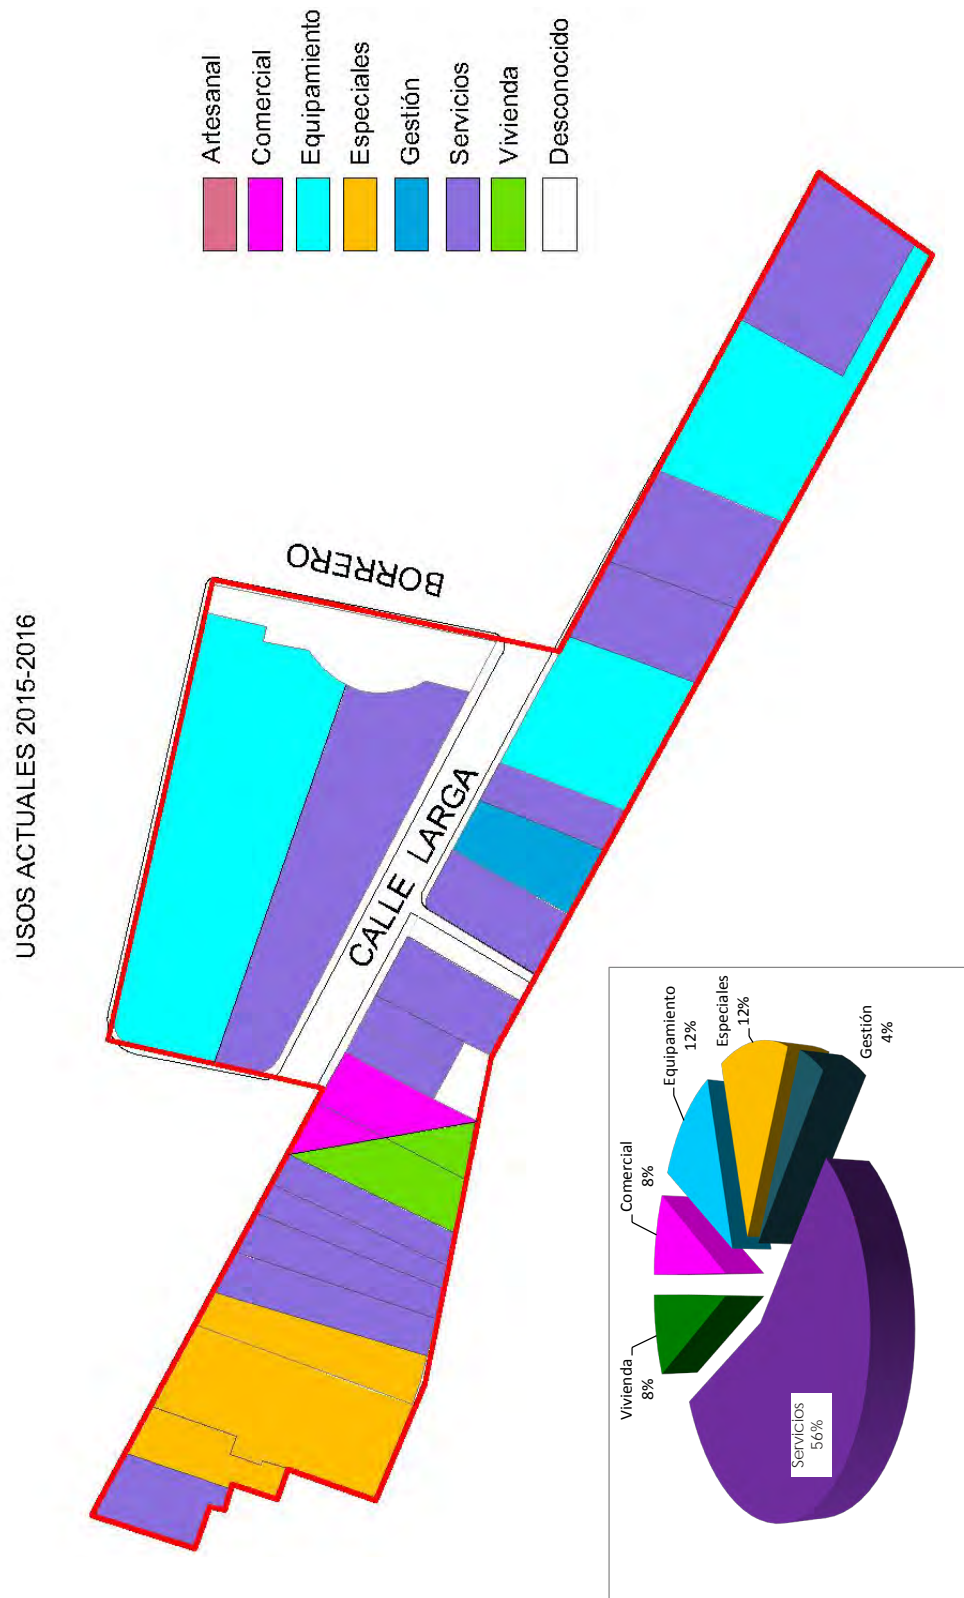 USOS ACTUALES 2015-2016
Artesanal
Comercial
Equipamiento
Especiales
Gestión
Servicios
Vivienda
Desconocido
BORRERO
CALLE LARGA
Vivienda
8%
Comercial
8%
Equipamiento
12%
Especiales
12%
Gestión
4%
Servicios
56%